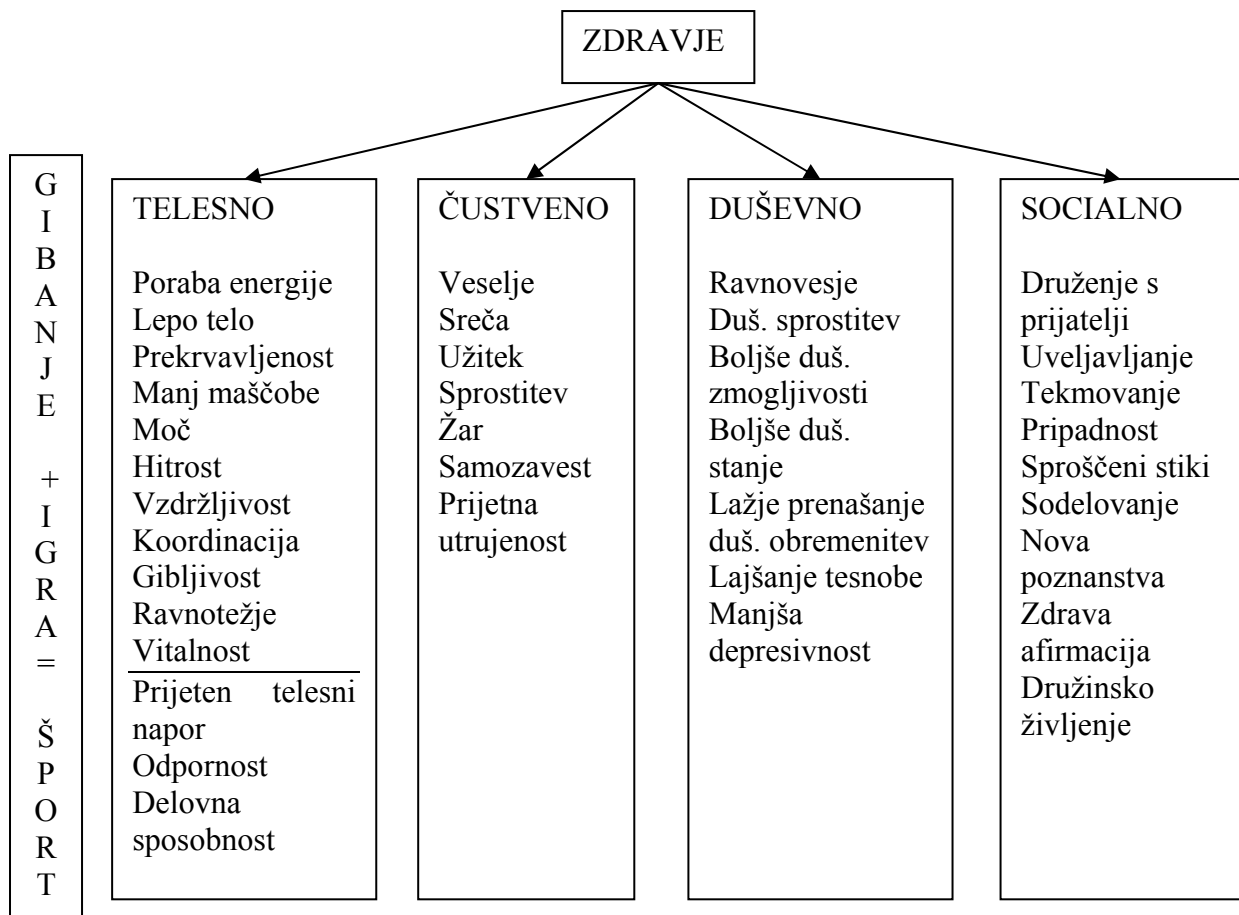 ZDRAVJE
GIBANJE + IGRA= ŠPORT
TELESNO
Poraba energije
Lepo telo
Prekrvavljenost
Manj maščobe
Moč
Hitrost
Vzdržljivost
Koordinacija
Gibljivost
Ravnotežje
Vitalnost
Prijeten telesni
napor
Odpornost
Delovna
sposobnost
ČUSTVENO
Veselje
Sreča
Užitek
Sprostitev
Žar
Samozavest
Prijetna
utrujenost
DUŠEVNO
Ravnovesje
Duš. sprostitev
Boljše duš.
zmogljivosti
Boljše duš.
stanje
Lažje prenašanje
duš. obremenitev
Lajšanje tesnobe
Manjša
depresivnost
SOCIALNO
Druženje s
prijatelji
Uveljavljanje
Tekmovanje
Pripadnost
Sproščeni stiki
Sodelovanje
Nova
poznanstva
Zdrava
afirmacija
Družinsko
življenje